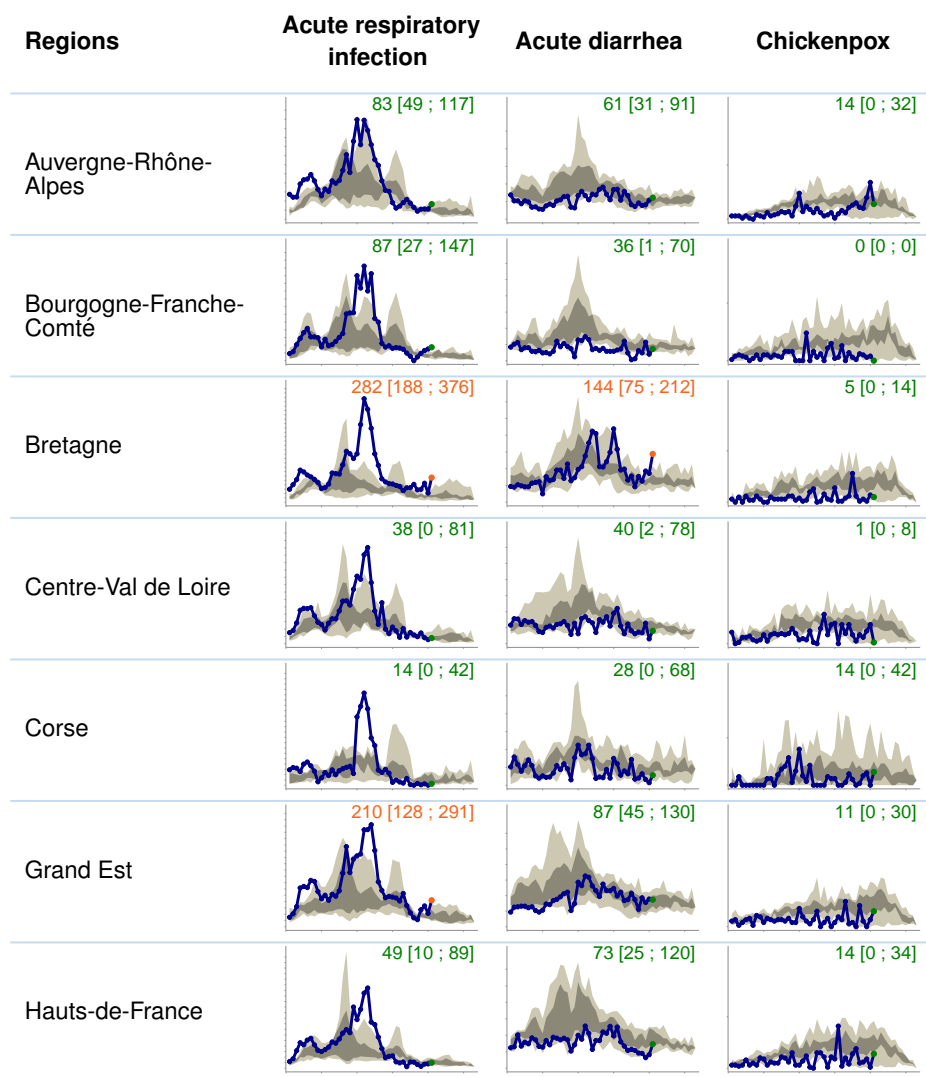 Regions
Acute respiratory
infection
Acute diarrhea
Chickenpox
Auvergne-Rhône-
Alpes
83 [49 ; 117]
61 [31 ; 91]
14 [0 ; 32]
Bourgogne-Franche-
Comté
87 [27 ; 147]
36 [1 ; 70]
0 [0 ; 0]
Bretagne
282 [188 ; 376]
144 [75 ; 212]
5 [0 ; 14]
Centre-Val de Loire
38 [0 ; 81]
40 [2 ; 78]
1 [0 ; 8]
Corse
14 [0 ; 42]
28 [0 ; 68]
14 [0 ; 42]
Grand Est
210 [128 ; 291]
87 [45 ; 130]
11 [0 ; 30]
Hauts-de-France
49 [10 ; 89]
73 [25 ; 120]
14 [0 ; 34]